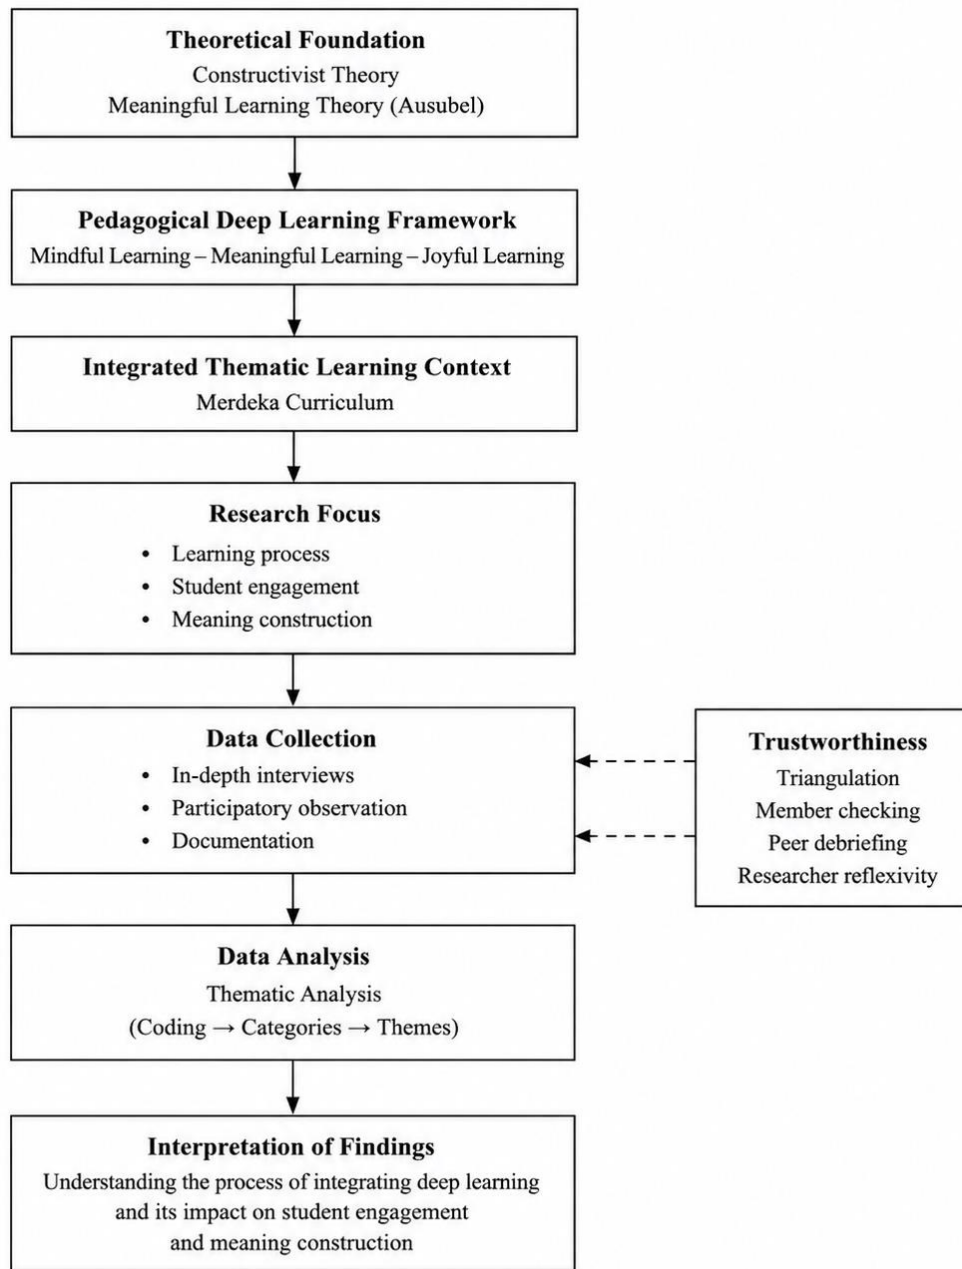 Theoretical Foundation
Constructivist Theory
Meaningful Learning Theory (Ausubel)
Pedagogical Deep Learning Framework
Mindful Learning – Meaningful Learning – Joyful Learning
Integrated Thematic Learning Context
Merdeka Curriculum
Research Focus
• Learning process
• Student engagement
• Meaning construction
Data Collection
• In-depth interviews
• Participatory observation
• Documentation
Trustworthiness
Triangulation
Member checking
Peer debriefing
Researcher reflexivity
Data Analysis
Thematic Analysis
(Coding → Categories → Themes)
Interpretation of Findings
Understanding the process of integrating deep learning
and its impact on student engagement
and meaning construction